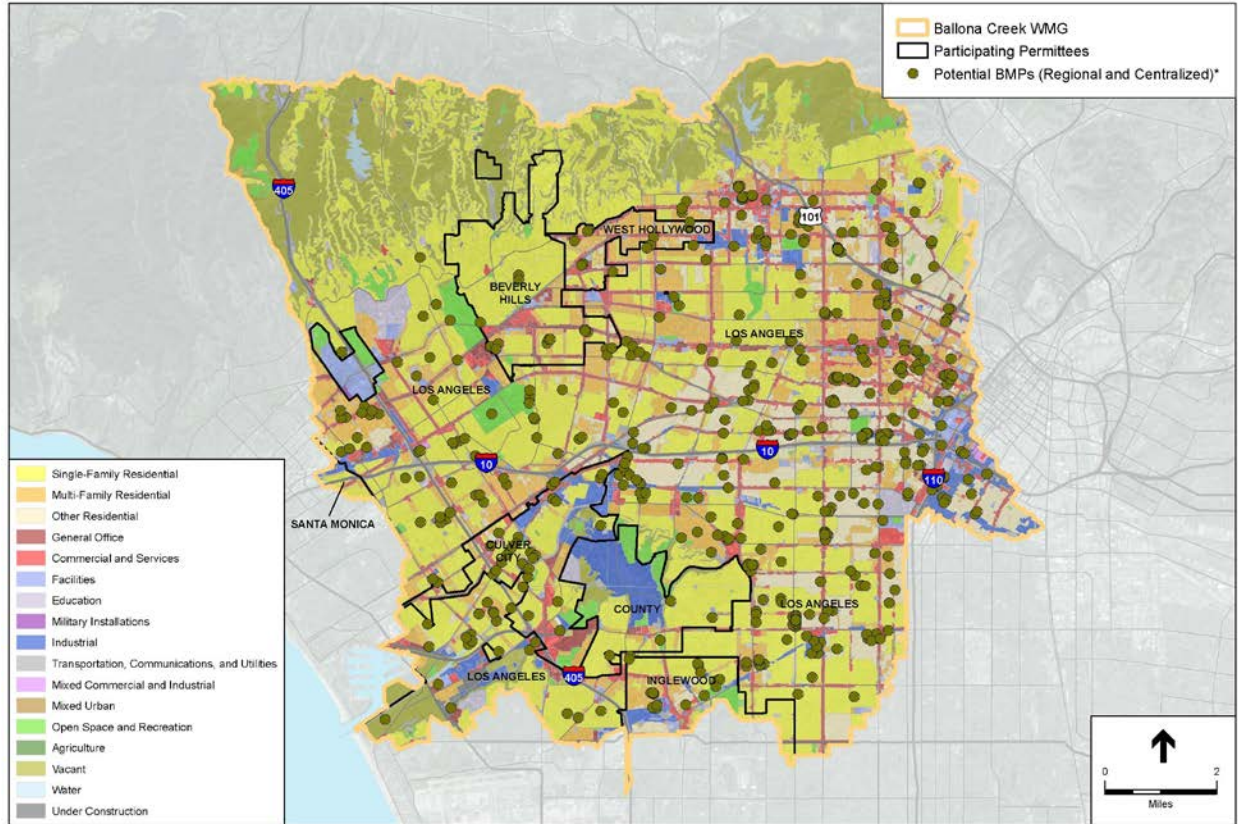 Ballona Creek WMG
Participating Permittees
Potential BMPs (Regional and Centralized)*
405
101
WEST HOLLYWOOD
BEVERLY
HILLS
LOS ANGELES
LOS ANGELES
10
10
110
SANTA MONICA
CULVER
CITY
COUNTY
LOS ANGELES
LOS ANGELES
405
INGLEWOOD
Single-Family Residential
Multi-Family Residential
Other Residential
General Office
Commercial and Services
Facilities
Education
Military Installations
Industrial
Transportation, Communications, and Utilities
Mixed Commercial and Industrial
Mixed Urban
Open Space and Recreation
Agriculture
Vacant
Water
Under Construction
0 2
Miles